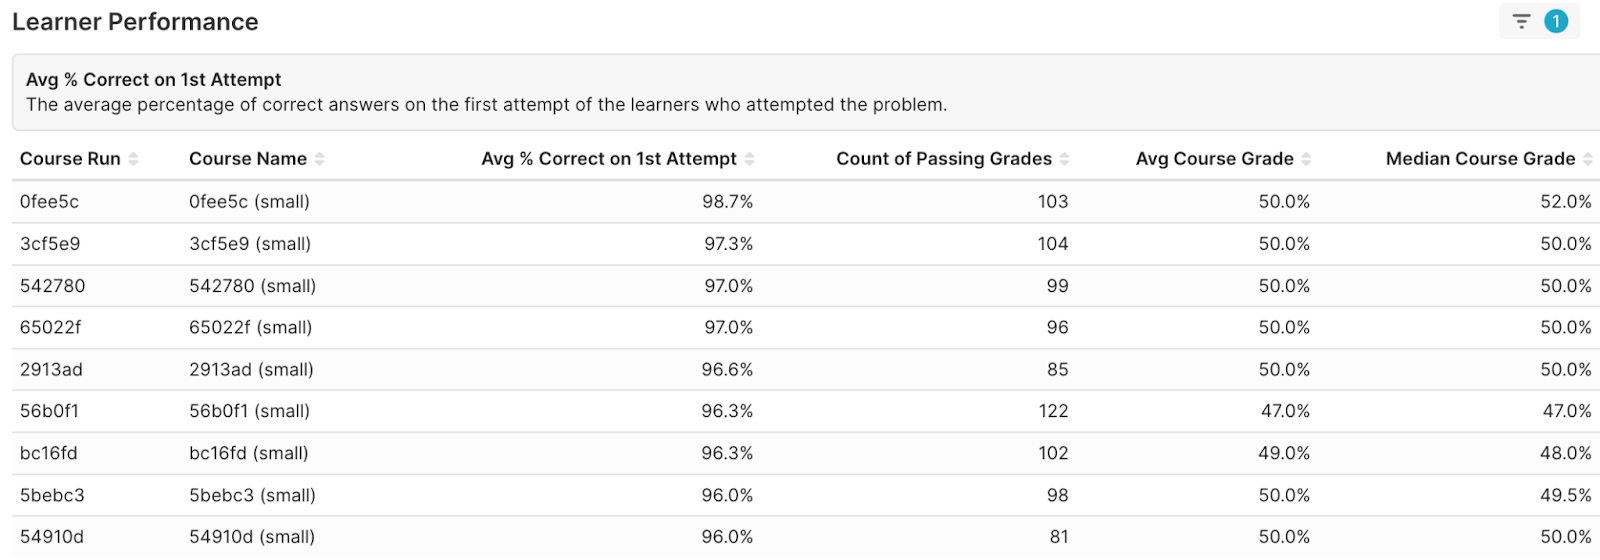 Learner Performance
1
Avg % Correct on 1st Attempt
The average percentage of correct answers on the first attempt of the learners who attempted the problem.
Course Run Course Name Avg % Correct on 1st Attempt Count of Passing Grades Avg Course Grade Median Course Grade
0fee5c 0fee5c (small) 98.7% 103 50.0% 52.0%
3cf5e9 3cf5e9 (small) 97.3% 104 50.0% 50.0%
542780 542780 (small) 97.0% 99 50.0% 50.0%
65022f 65022f (small) 97.0% 96 50.0% 50.0%
2913ad 2913ad (small) 96.6% 85 50.0% 50.0%
56b0f1 56b0f1 (small) 96.3% 122 47.0% 47.0%
bc16fd bc16fd (small) 96.3% 102 49.0% 48.0%
5bebc3 5bebc3 (small) 96.0% 98 50.0% 49.5%
54910d 54910d (small) 96.0% 81 50.0% 50.0%